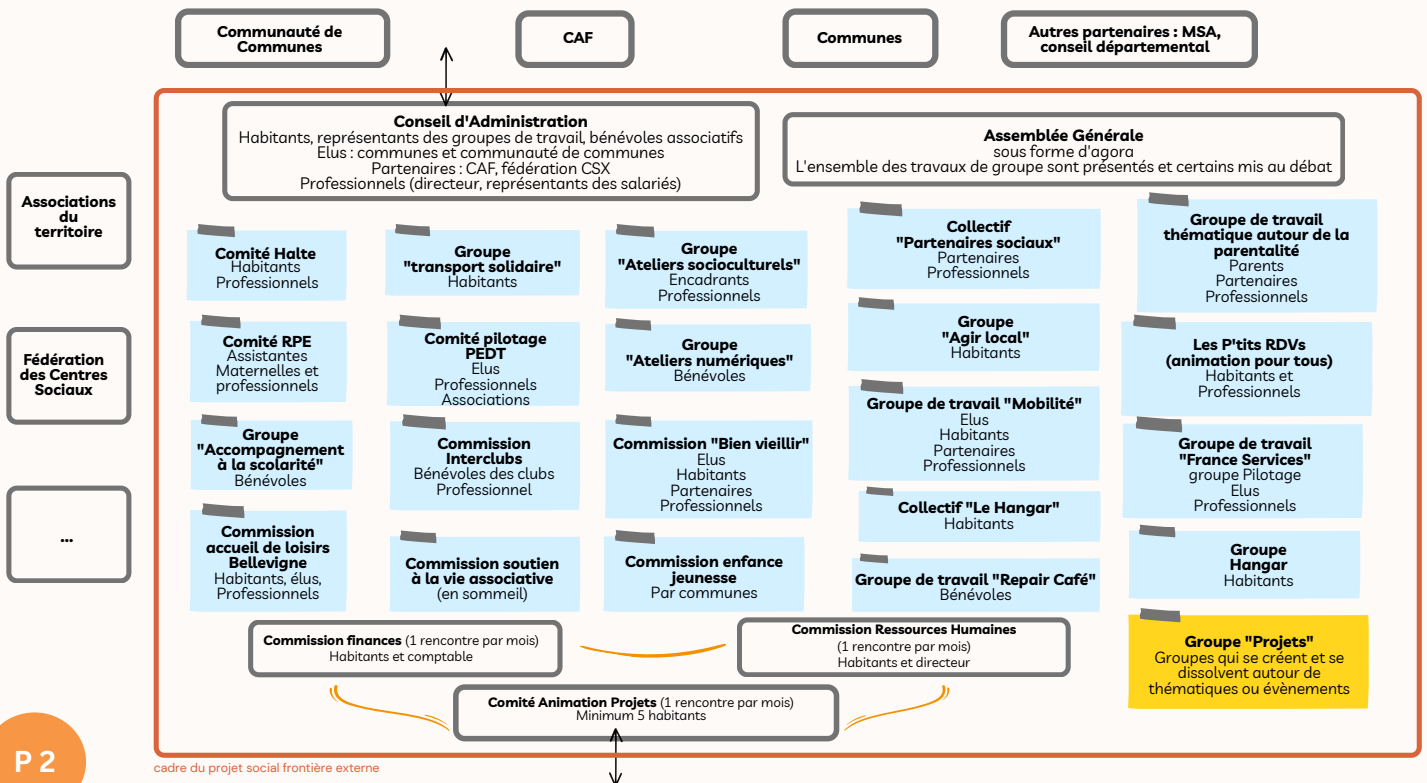 Communauté de
Communes
CAF
Communes
Autres partenaires : MSA,
conseil départemental
Conseil d'Administration
Habitants, représentants des groupes de travail, bénévoles associatifs
Elus : communes et communauté de communes
Partenaires : CAF, fédération CSX
Professionnels (directeur, représentants des salariés)
Assemblée Générale
sous forme d'agora
L'ensemble des travaux de groupe sont présentés et certains mis au débat
Associations
du
territoire
Fédération
des Centres
Sociaux
...
Comité Halte
Habitants
Professionnels
Comité RPE
Assistantes
Maternelles et
professionnels
Groupe
"Accompagnement
à la scolarité"
Bénévoles
Commission
accueil de loisirs
Bellevigne
Habitants, élus,
Professionnels
Groupe
"transport solidaire"
Habitants
Comité pilotage
PEDT
Elus
Professionnels
Associations
Commission
Interclubs
Bénévoles des clubs
Professionnel
Commission soutien
à la vie associative
(en sommeil)
Groupe
"Ateliers socioculturels"
Encadrants
Professionnels
Groupe
"Ateliers numériques"
Bénévoles
Commission "Bien vieillir"
Elus
Habitants
Partenaires
Professionnels
Commission enfance
jeunesse
Par communes
Collectif
"Partenaires sociaux"
Partenaires
Professionnels
Groupe
"Agir local"
Habitants
Groupe de travail "Mobilité"
Elus
Habitants
Partenaires
Professionnels
Collectif "Le Hangar"
Habitants
Groupe de travail "Repair Café"
Bénévoles
Groupe de travail
thématique autour de la
parentalité
Parents
Partenaires
Professionnels
Les P'tits RDVs
(animation pour tous)
Habitants et
Professionnels
Groupe de travail
"France Services"
groupe Pilotage
Elus
Professionnels
Groupe
Hangar
Habitants
Groupe "Projets"
Groupes qui se créent et se
dissolvent autour de
thématiques ou évènements
Commission finances (1 rencontre par mois)
Habitants et comptable
Commission Ressources Humaines
(1 rencontre par mois)
Habitants et directeur
Comité Animation Projets (1 rencontre par mois)
Minimum 5 habitants
P 2
cadre du projet social frontière externe